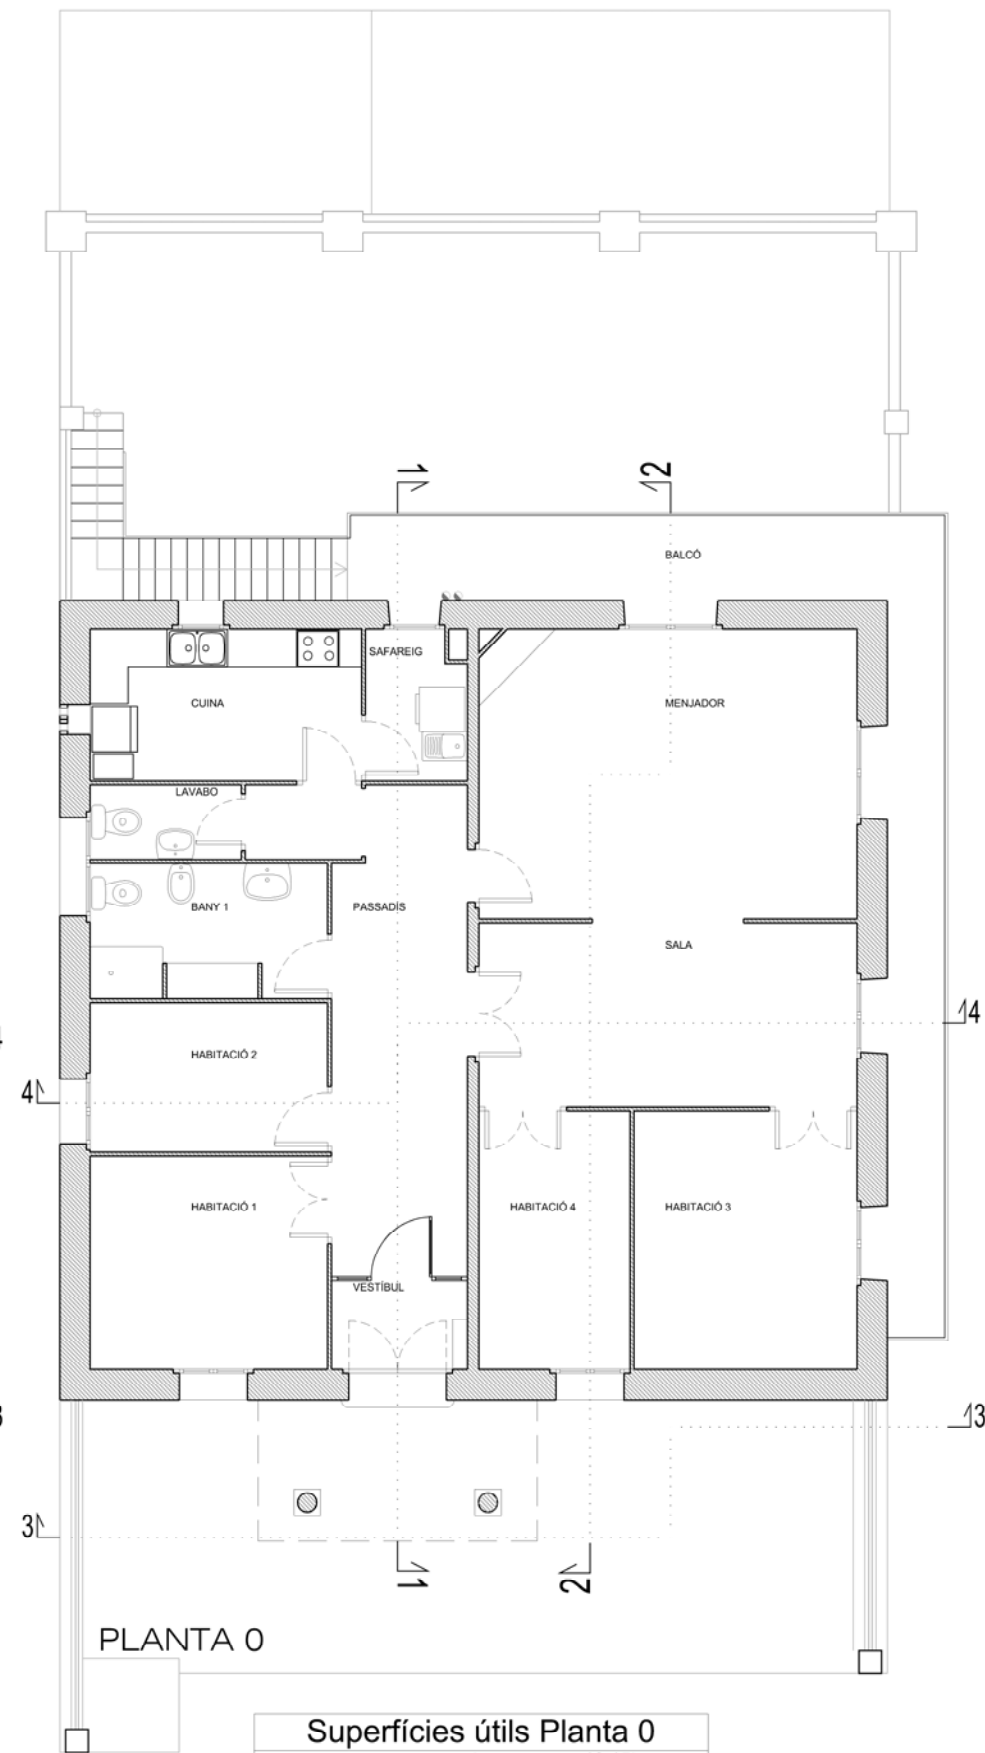 1
2
BALCÓ
SAFAREIG
CUINA
MENJADOR
LAVABO
BANY 1
PASSADÍS
SALA
4
HABITACIÓ 2
4
HABITACIÓ 1
HABITACIÓ 4
HABITACIÓ 3
VESTÍBUL
3
3
1
2
PLANTA 0
Superfícies útils Planta 0